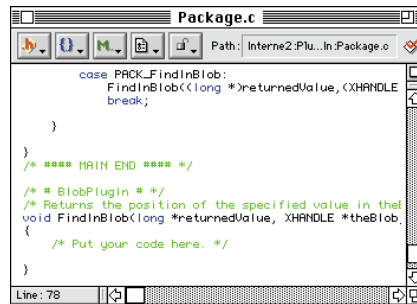 Package.c
h M.. Path: Interne2:Plu...In:Package.c
case PACK_FindInBlob:
FindInBlob((long *)returnedValue,(XHANDLE
break;
}
}
/* #### MAIN END #### */
/* # BlobPlugIn # */
/* Returns the position of the specified value in theB
void FindInBlob(long *returnedValue, XHANDLE *theBlob,
{
/* Put your code here. */
}
Line: 78